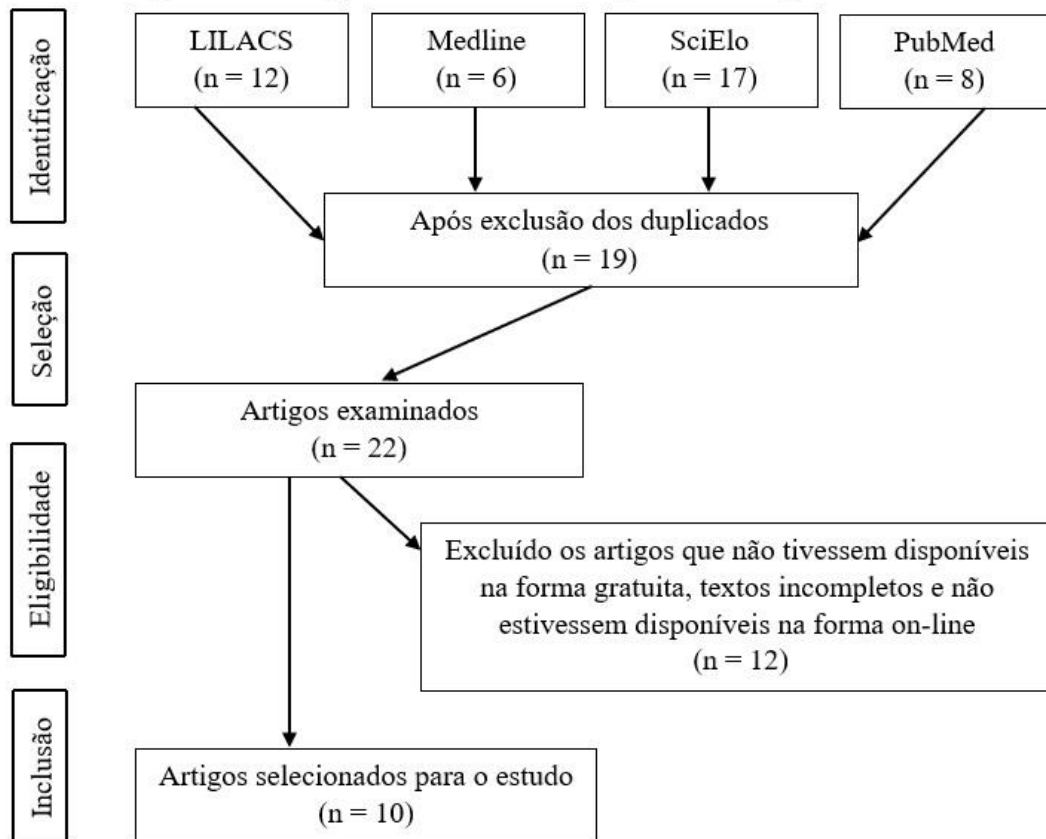 Identificação
LILACS
(n = 12)
Medline
(n = 6)
SciElo
(n = 17)
PubMed
(n = 8)
Após exclusão dos duplicados
(n = 19)
Seleção
Artigos examinados
(n = 22)
Eligibilidade
Excluído os artigos que não tivessem disponíveis
na forma gratuita, textos incompletos e não
estivessem disponíveis na forma on-line
(n = 12)
Inclusão
Artigos selecionados para o estudo
(n = 10)